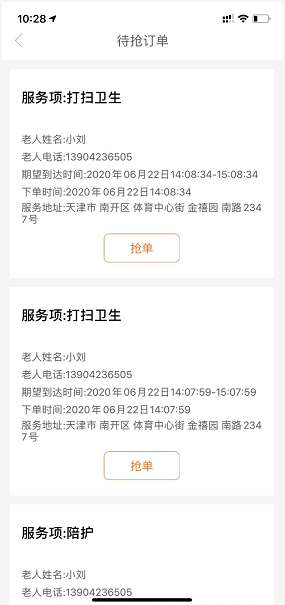 10:28
待抢订单
服务项:打扫卫生
老人姓名:小刘
老人电话:13904236505
期望到达时间:2020年06月22日14:08:34-15:08:34
下单时间:2020年06月22日14:08:34
服务地址:天津市 南开区 体育中心街 金禧园 南路 234
7号
抢单
服务项:打扫卫生
老人姓名:小刘
老人电话:13904236505
期望到达时间:2020年06月22日14:07:59-15:07:59
下单时间:2020年06月22日14:07:59
服务地址:天津市 南开区 体育中心街 金禧园 南路 234
7号
抢单
服务项:陪护
老人姓名:小刘
老人电话:13904236505